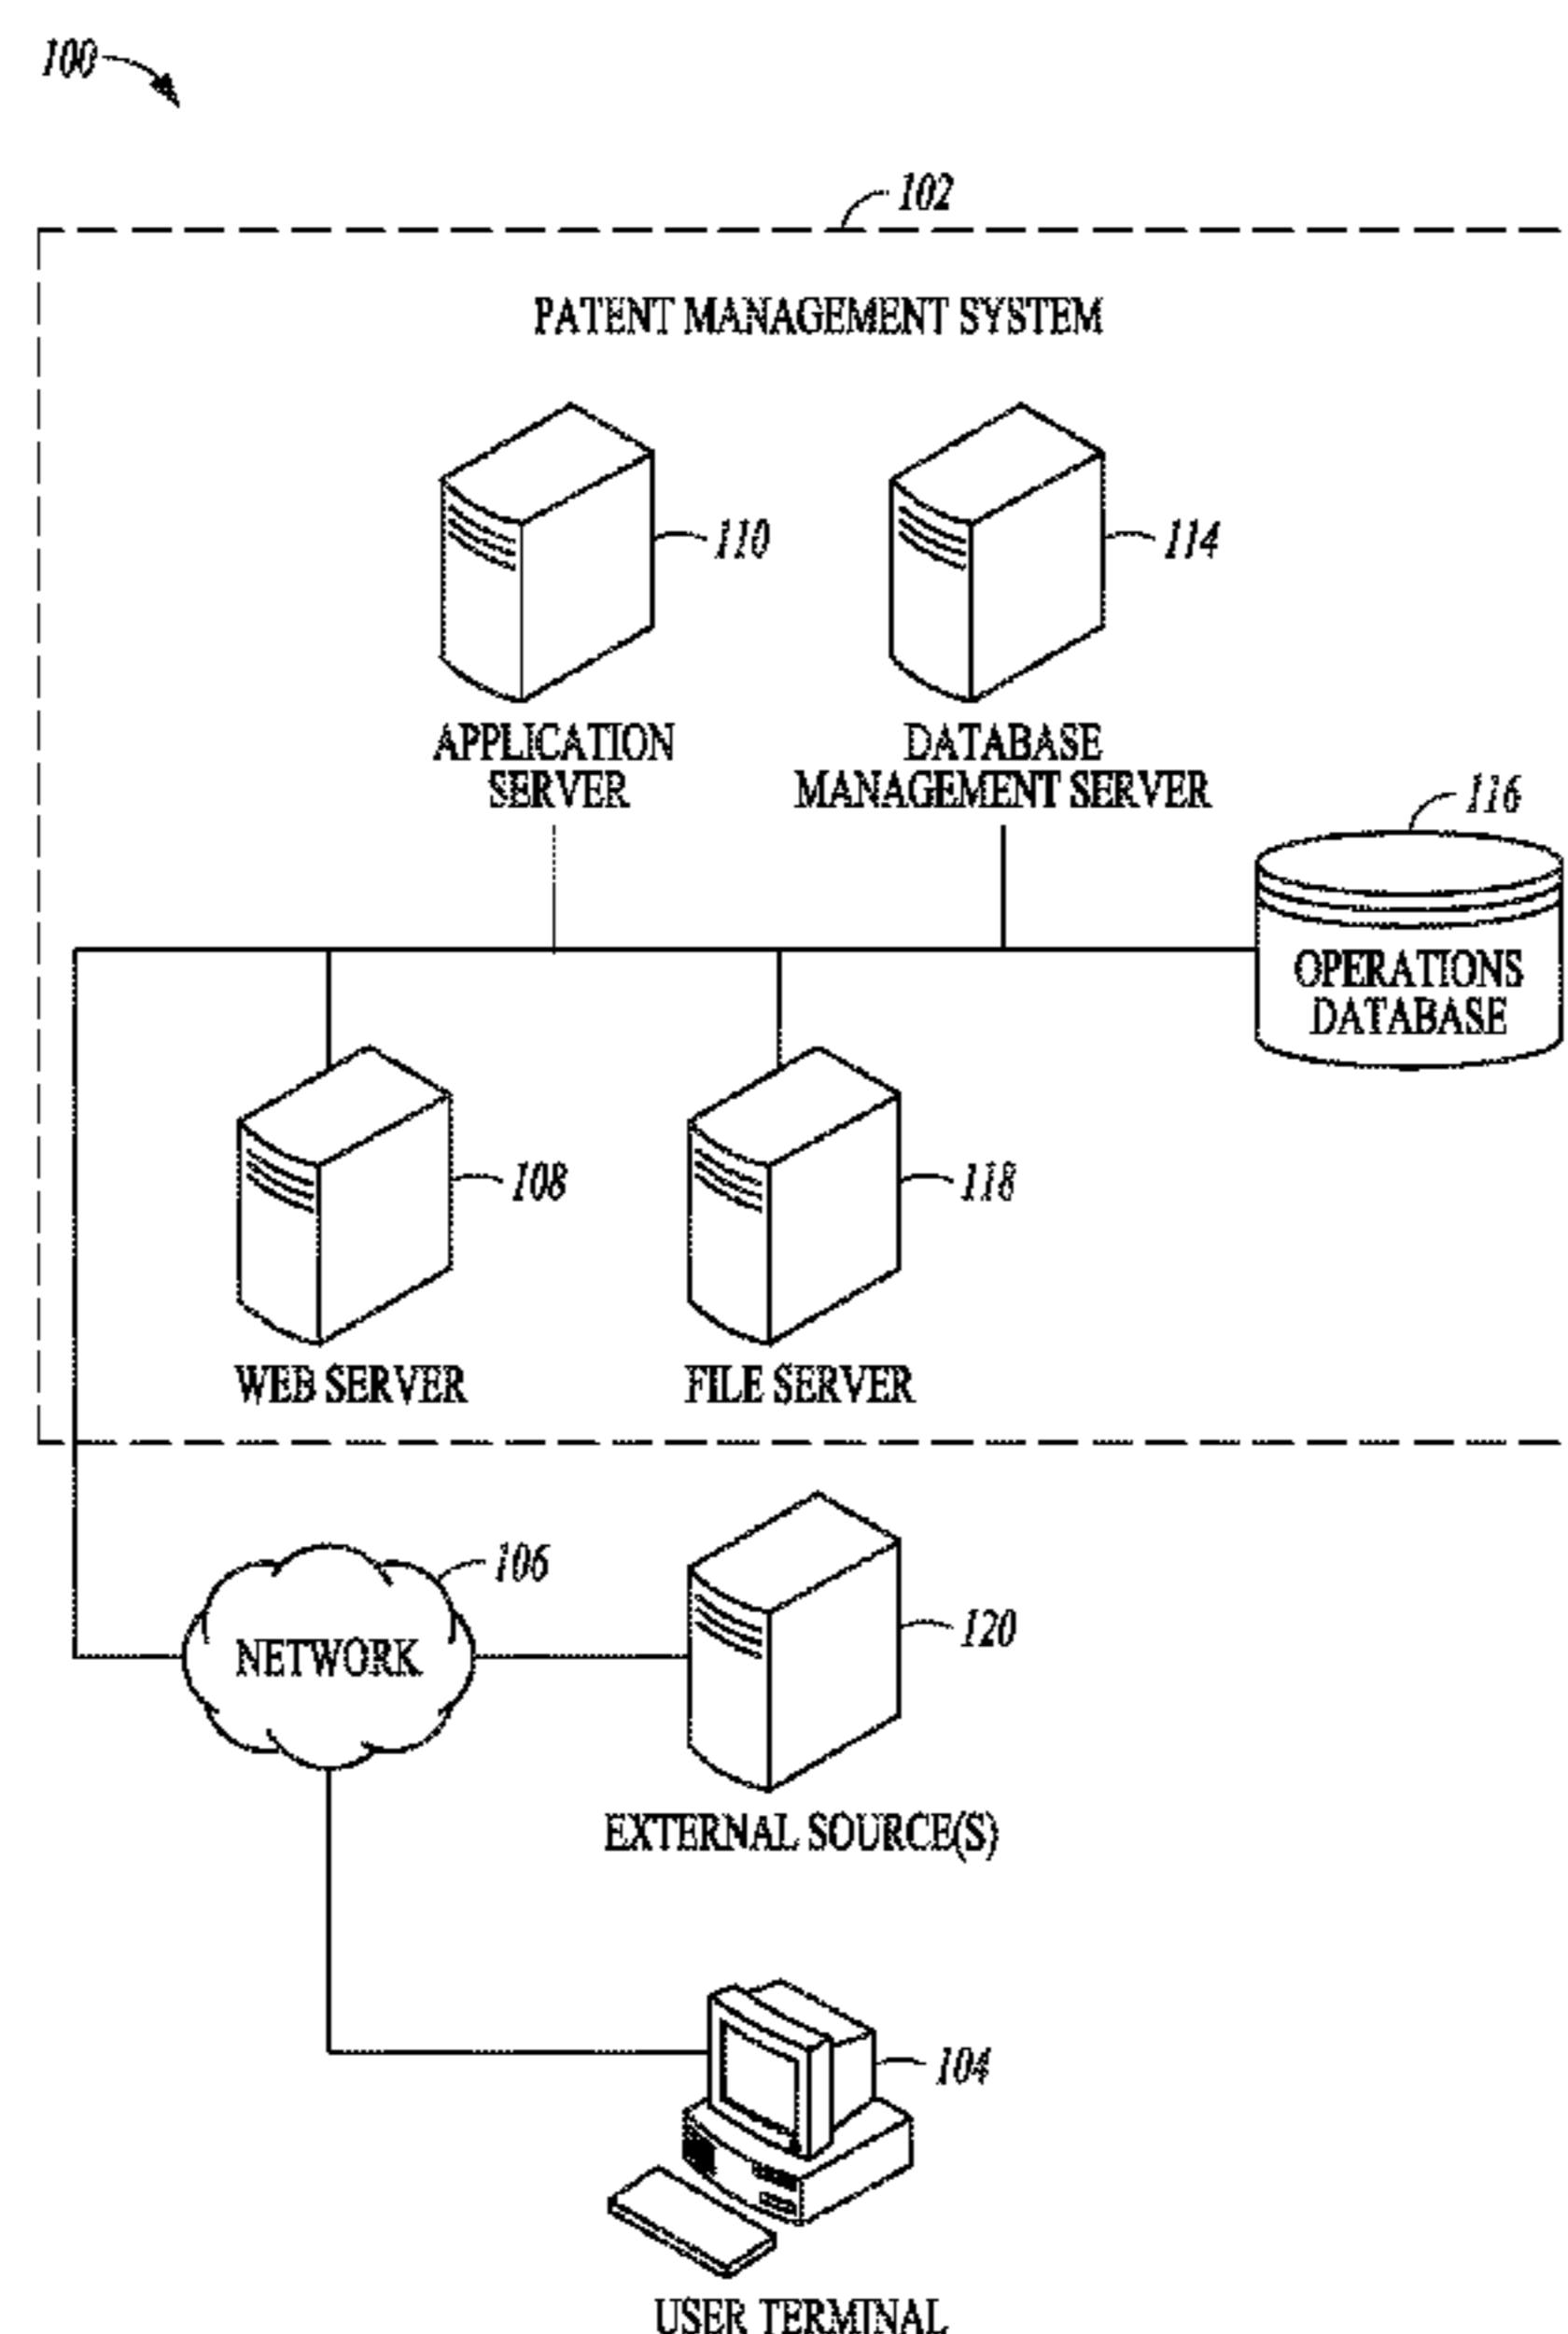 100
102
PATENT MANAGEMENT SYSTEM
110
114
APPLICATION
SERVER
DATABASE
MANAGEMENT SERVER
116
OPERATIONS
DATABASE
108
118
WEB SERVER
FILE SERVER
106
NETWORK
120
EXTERNAL SOURCE(S)
104
USER TERMINAL